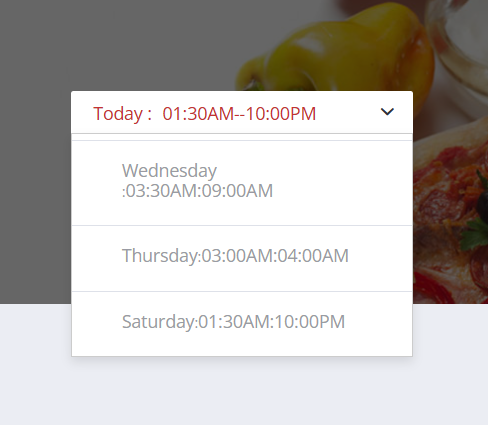 Today : 01:30AM--10:00PM
Wednesday
:03:30AM:09:00AM
Thursday:03:00AM:04:00AM
Saturday:01:30AM:10:00PM